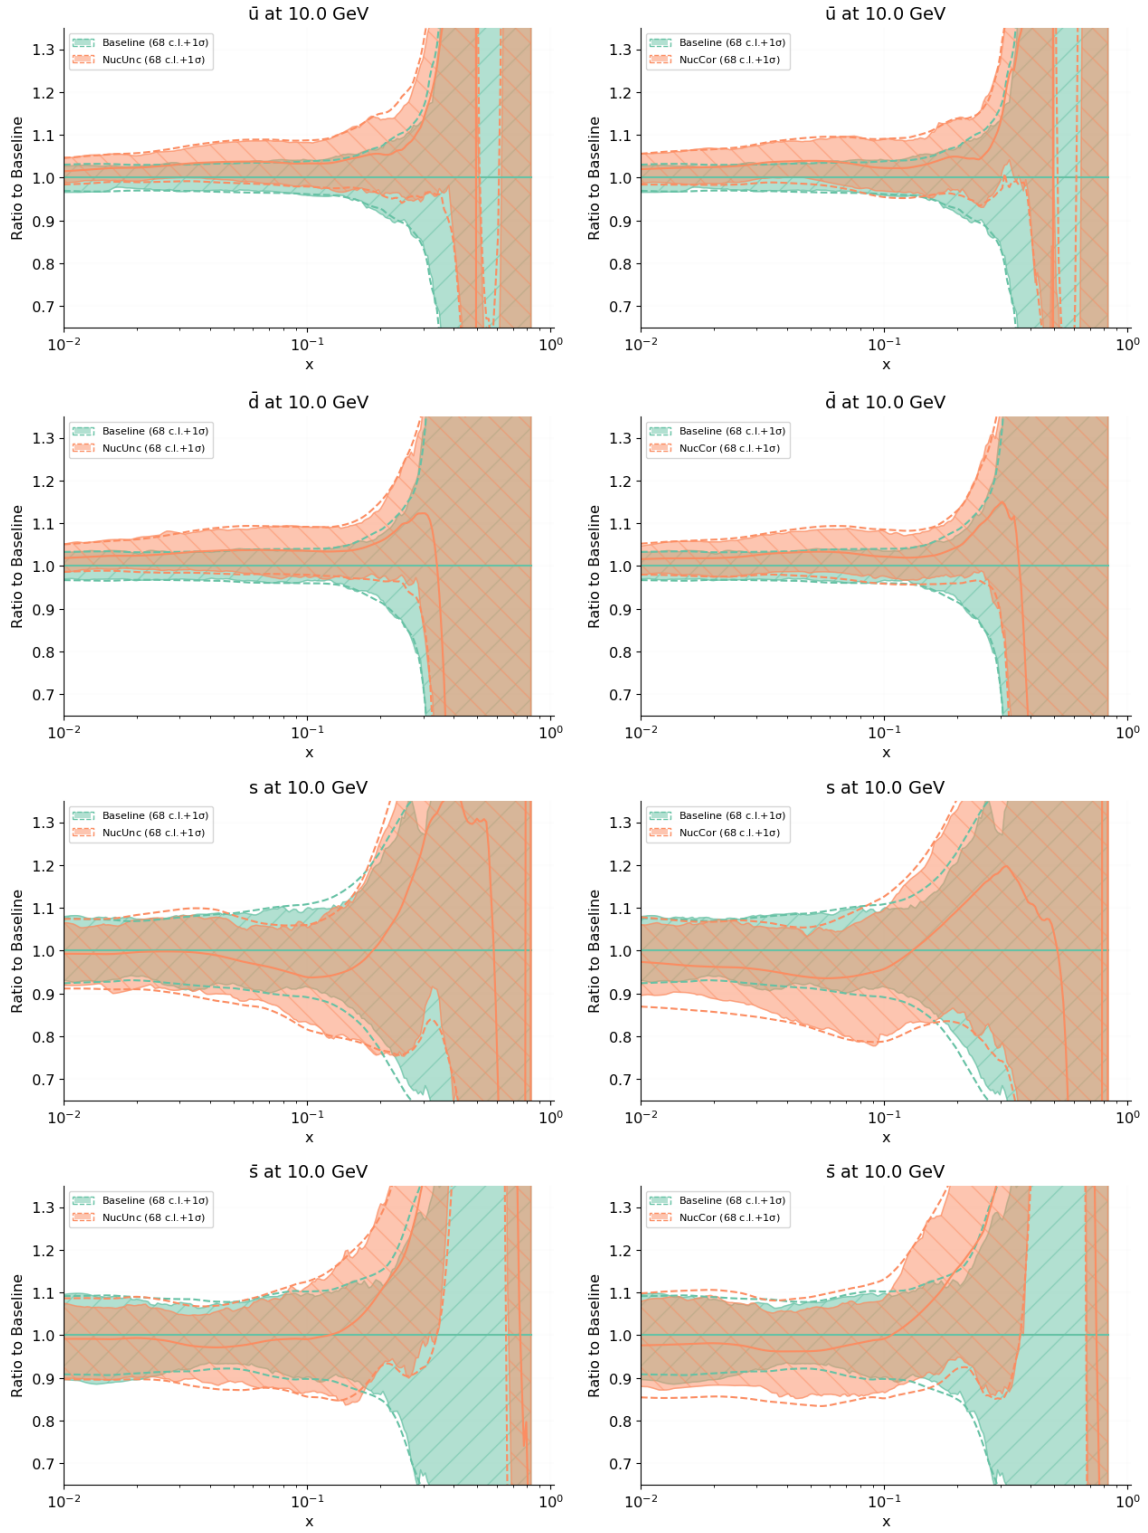 ū at 10.0 GeV
Baseline (68 c.l.+1σ)
NucUnc (68 c.l.+1σ)
Ratio to Baseline
1.3
1.2
1.1
1.0
0.9
0.8
0.7
10⁻² 10⁻¹ 10⁰
x
ū at 10.0 GeV
Baseline (68 c.l.+1σ)
NucCor (68 c.l.+1σ)
Ratio to Baseline
1.3
1.2
1.1
1.0
0.9
0.8
0.7
10⁻² 10⁻¹ 10⁰
x
d̄ at 10.0 GeV
Baseline (68 c.l.+1σ)
NucUnc (68 c.l.+1σ)
Ratio to Baseline
1.3
1.2
1.1
1.0
0.9
0.8
0.7
10⁻² 10⁻¹ 10⁰
x
d̄ at 10.0 GeV
Baseline (68 c.l.+1σ)
NucCor (68 c.l.+1σ)
Ratio to Baseline
1.3
1.2
1.1
1.0
0.9
0.8
0.7
10⁻² 10⁻¹ 10⁰
x
s at 10.0 GeV
Baseline (68 c.l.+1σ)
NucUnc (68 c.l.+1σ)
Ratio to Baseline
1.3
1.2
1.1
1.0
0.9
0.8
0.7
10⁻² 10⁻¹ 10⁰
x
s at 10.0 GeV
Baseline (68 c.l.+1σ)
NucCor (68 c.l.+1σ)
Ratio to Baseline
1.3
1.2
1.1
1.0
0.9
0.8
0.7
10⁻² 10⁻¹ 10⁰
x
s̄ at 10.0 GeV
Baseline (68 c.l.+1σ)
NucUnc (68 c.l.+1σ)
Ratio to Baseline
1.3
1.2
1.1
1.0
0.9
0.8
0.7
10⁻² 10⁻¹ 10⁰
x
s̄ at 10.0 GeV
Baseline (68 c.l.+1σ)
NucCor (68 c.l.+1σ)
Ratio to Baseline
1.3
1.2
1.1
1.0
0.9
0.8
0.7
10⁻² 10⁻¹ 10⁰
x